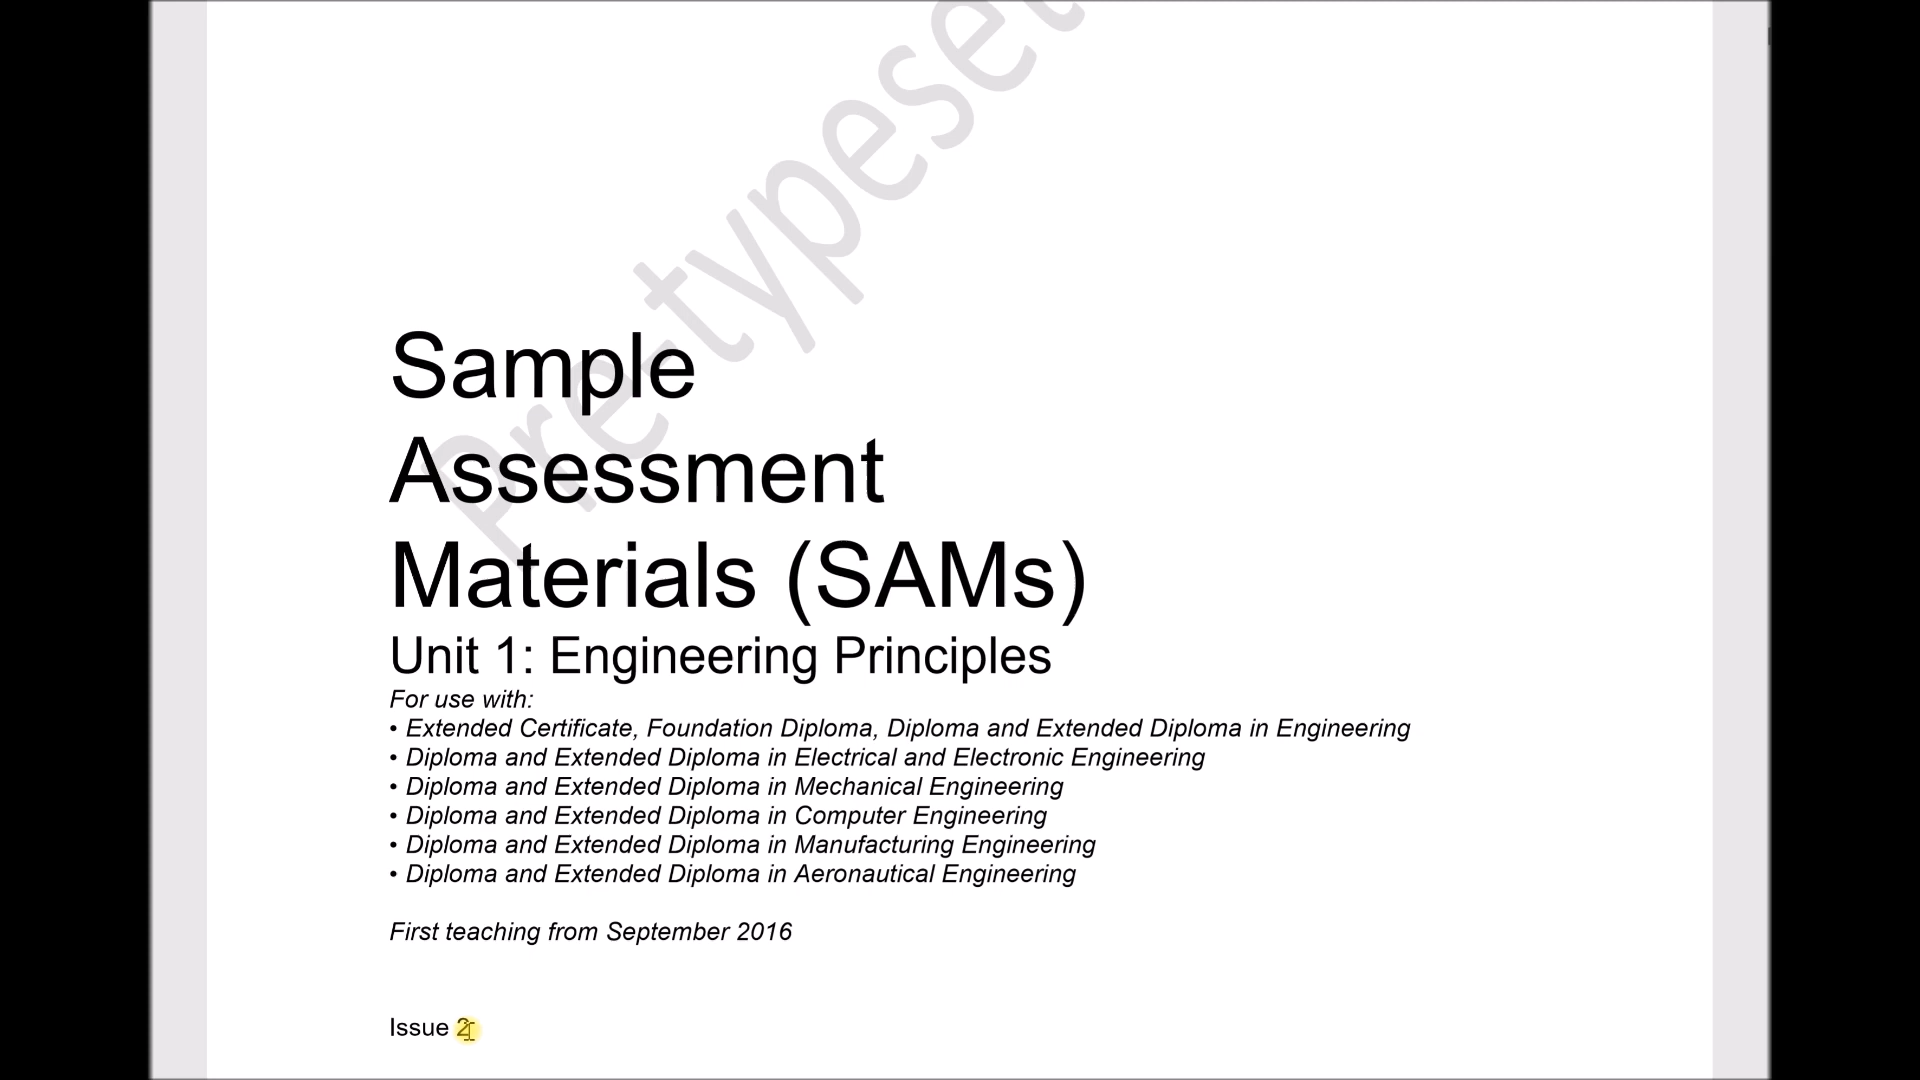 Pre-typeset
Sample
Assessment
Materials (SAMs)
Unit 1: Engineering Principles
For use with:
• Extended Certificate, Foundation Diploma, Diploma and Extended Diploma in Engineering
• Diploma and Extended Diploma in Electrical and Electronic Engineering
• Diploma and Extended Diploma in Mechanical Engineering
• Diploma and Extended Diploma in Computer Engineering
• Diploma and Extended Diploma in Manufacturing Engineering
• Diploma and Extended Diploma in Aeronautical Engineering
First teaching from September 2016
Issue 2